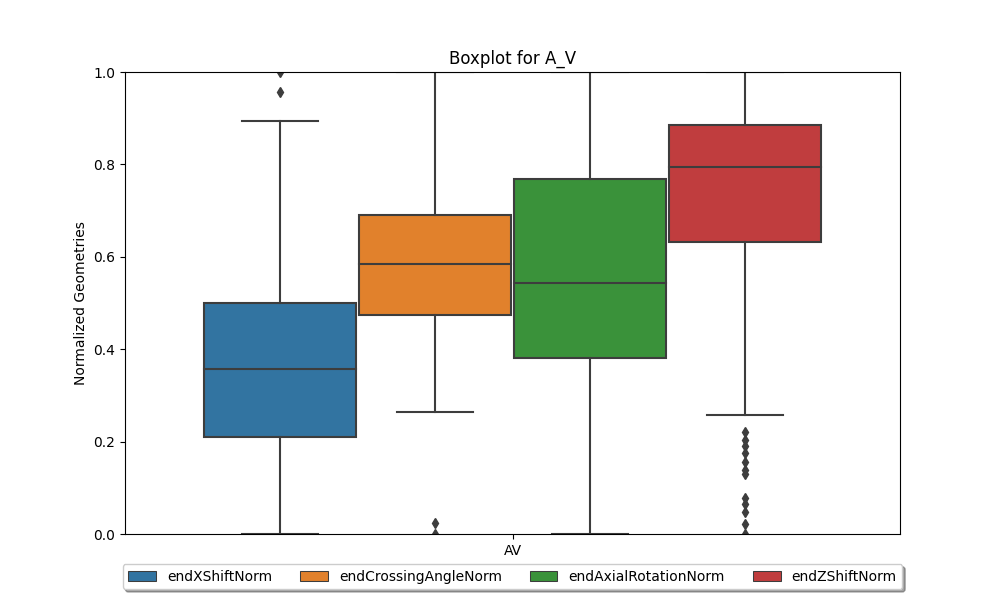 Boxplot for A_V
1.0
0.8
0.6
0.4
0.2
0.0
Normalized Geometries
AV
endXShiftNorm endCrossingAngleNorm endAxialRotationNorm endZShiftNorm